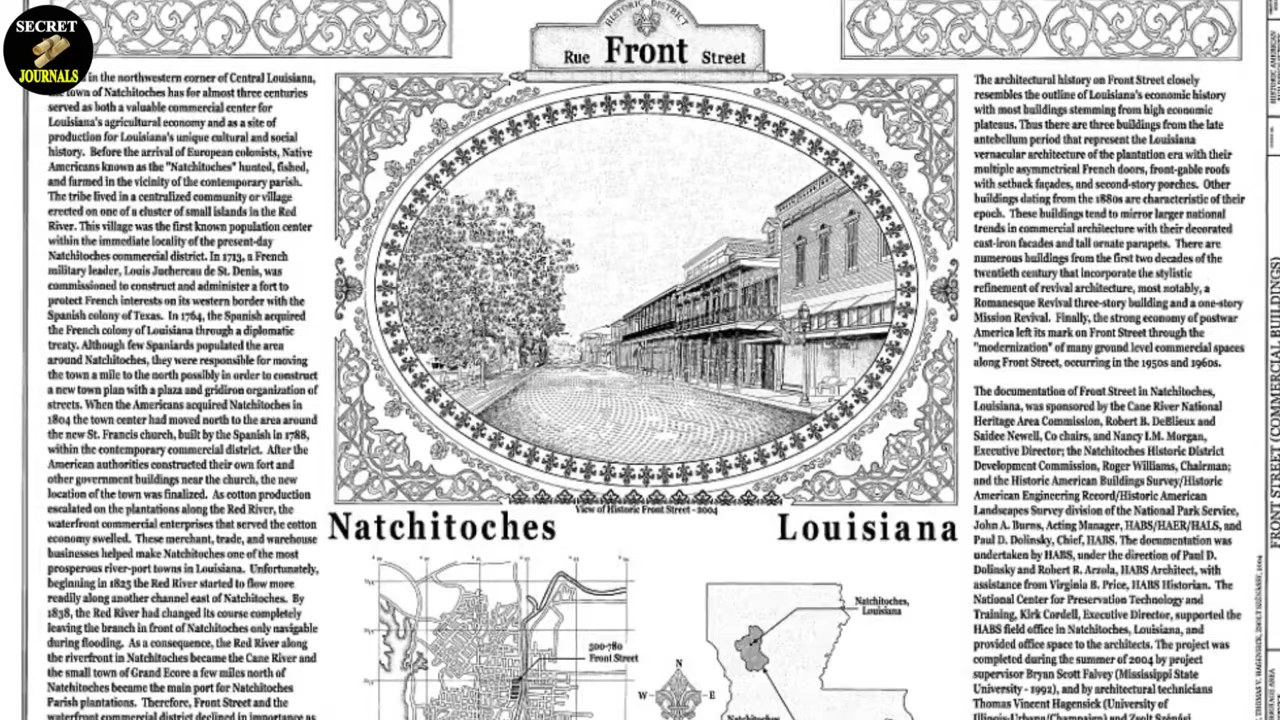 SECRET
JOURNALS
HISTORIC DISTRICT
Rue Front Street
in the northwestern corner of Central Louisiana,
the town of Natchitoches has for almost three centuries
served as both a valuable commercial center for
Louisiana's agricultural economy and as a site of
production for Louisiana's unique cultural and social
history. Before the arrival of European colonists, Native
Americans known as the "Natchitoches" hunted, fished,
and farmed in the vicinity of the contemporary parish.
The tribe lived in a centralized community or village
erected on one of a cluster of small islands in the Red
River. This village was the first known population center
within the immediate locality of the present-day
Natchitoches commercial district. In 1713, a French
military leader, Louis Juchereau de St. Denis, was
commissioned to construct and administer a fort to
protect French interests on its western border with the
Spanish colony of Texas. In 1764, the Spanish acquired
the French colony of Louisiana through a diplomatic
treaty. Although few Spaniards populated the area
around Natchitoches, they were responsible for moving
the town a mile to the north possibly in order to construct
a new town plan with a plaza and gridiron organization of
streets. When the Americans acquired Natchitoches in
1804 the town center had moved north to the area around
the new St. Francis church, built by the Spanish in 1788,
within the contemporary commercial district. After the
American authorities constructed their own fort and
other government buildings near the church, the new
location of the town was finalized. As cotton production
escalated on the plantations along the Red River, the
waterfront commercial enterprises that served the cotton
economy swelled. These merchant, trade, and warehouse
businesses helped make Natchitoches one of the most
prosperous river-port towns in Louisiana. Unfortunately,
beginning in 1825 the Red River started to flow more
readily along another channel east of Natchitoches. By
1838, the Red River had changed its course completely
leaving the branch in front of Natchitoches only navigable
during flooding. As a consequence, the Red River along
the riverfront in Natchitoches became the Cane River and
the small town of Grand Ecore a few miles north of
Natchitoches became the main port for Natchitoches
Parish plantations. Therefore, Front Street and the
waterfront commercial district declined in importance as
View of Historic Front Street - 2004
Natchitoches Louisiana
300-780
Front Street
Natchitoches,
Louisiana
N
W E
Natchitoches
The architectural history on Front Street closely
resembles the outline of Louisiana's economic history
with most buildings stemming from high economic
plateaus. Thus there are three buildings from the late
antebellum period that represent the Louisiana
vernacular architecture of the plantation era with their
multiple asymmetrical French doors, front-gable roofs
with setback façades, and second-story porches. Other
buildings dating from the 1880s are characteristic of their
epoch. These buildings tend to mirror larger national
trends in commercial architecture with their decorated
cast-iron facades and tall ornate parapets. There are
numerous buildings from the first two decades of the
twentieth century that incorporate the stylistic
refinement of revival architecture, most notably, a
Romanesque Revival three-story building and a one-story
Mission Revival. Finally, the strong economy of postwar
America left its mark on Front Street through the
"modernization" of many ground level commercial spaces
along Front Street, occurring in the 1950s and 1960s.
The documentation of Front Street in Natchitoches,
Louisiana, was sponsored by the Cane River National
Heritage Area Commission, Robert B. DeBlieux and
Saidee Newell, Co chairs, and Nancy I.M. Morgan,
Executive Director; the Natchitoches Historic District
Development Commission, Roger Williams, Chairman;
and the Historic American Buildings Survey/Historic
American Engineering Record/Historic American
Landscapes Survey division of the National Park Service,
John A. Burns, Acting Manager, HABS/HAER/HALS, and
Paul D. Dolinsky, Chief, HABS. The documentation was
undertaken by HABS, under the direction of Paul D.
Dolinsky and Robert R. Arzola, HABS Architect, with
assistance from Virginia B. Price, HABS Historian. The
National Center for Preservation Technology and
Training, Kirk Cordell, Executive Director, supported the
HABS field office in Natchitoches, Louisiana, and
provided office space to the architects. The project was
completed during the summer of 2004 by project
supervisor Brynn Scott Falvey (Mississippi State
University - 1992), and by architectural technicians
Thomas Vincent Hagensick (University of
Illinois-Urbana/Champaign) and Zsolt
FRONT STREET (COMMERCIAL BUILDINGS)
HISTORIC AMERICAN